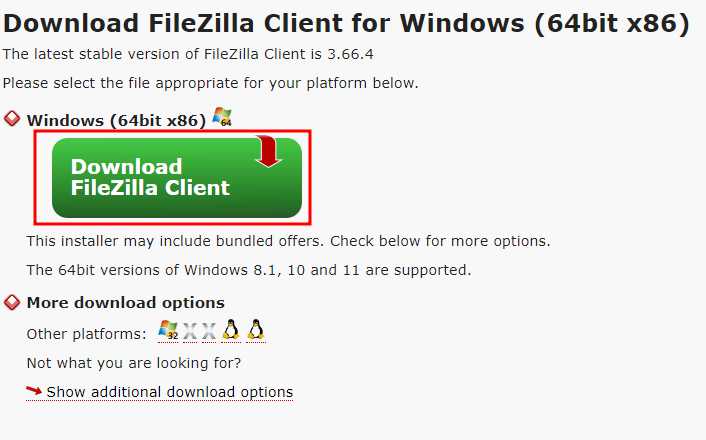 Download FileZilla Client for Windows (64bit x86)
The latest stable version of FileZilla Client is 3.66.4
Please select the file appropriate for your platform below.
Windows (64bit x86) 64
Download
FileZilla Client
This installer may include bundled offers. Check below for more options.
The 64bit versions of Windows 8.1, 10 and 11 are supported.
More download options
Other platforms: 32
Not what you are looking for?
Show additional download options